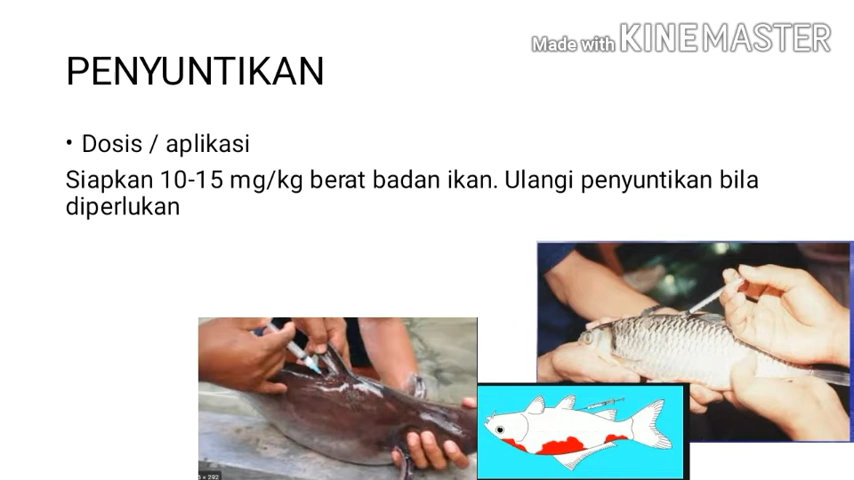 Made with KINEMASTER
PENYUNTIKAN
• Dosis / aplikasi
Siapkan 10-15 mg/kg berat badan ikan. Ulangi penyuntikan bila
diperlukan